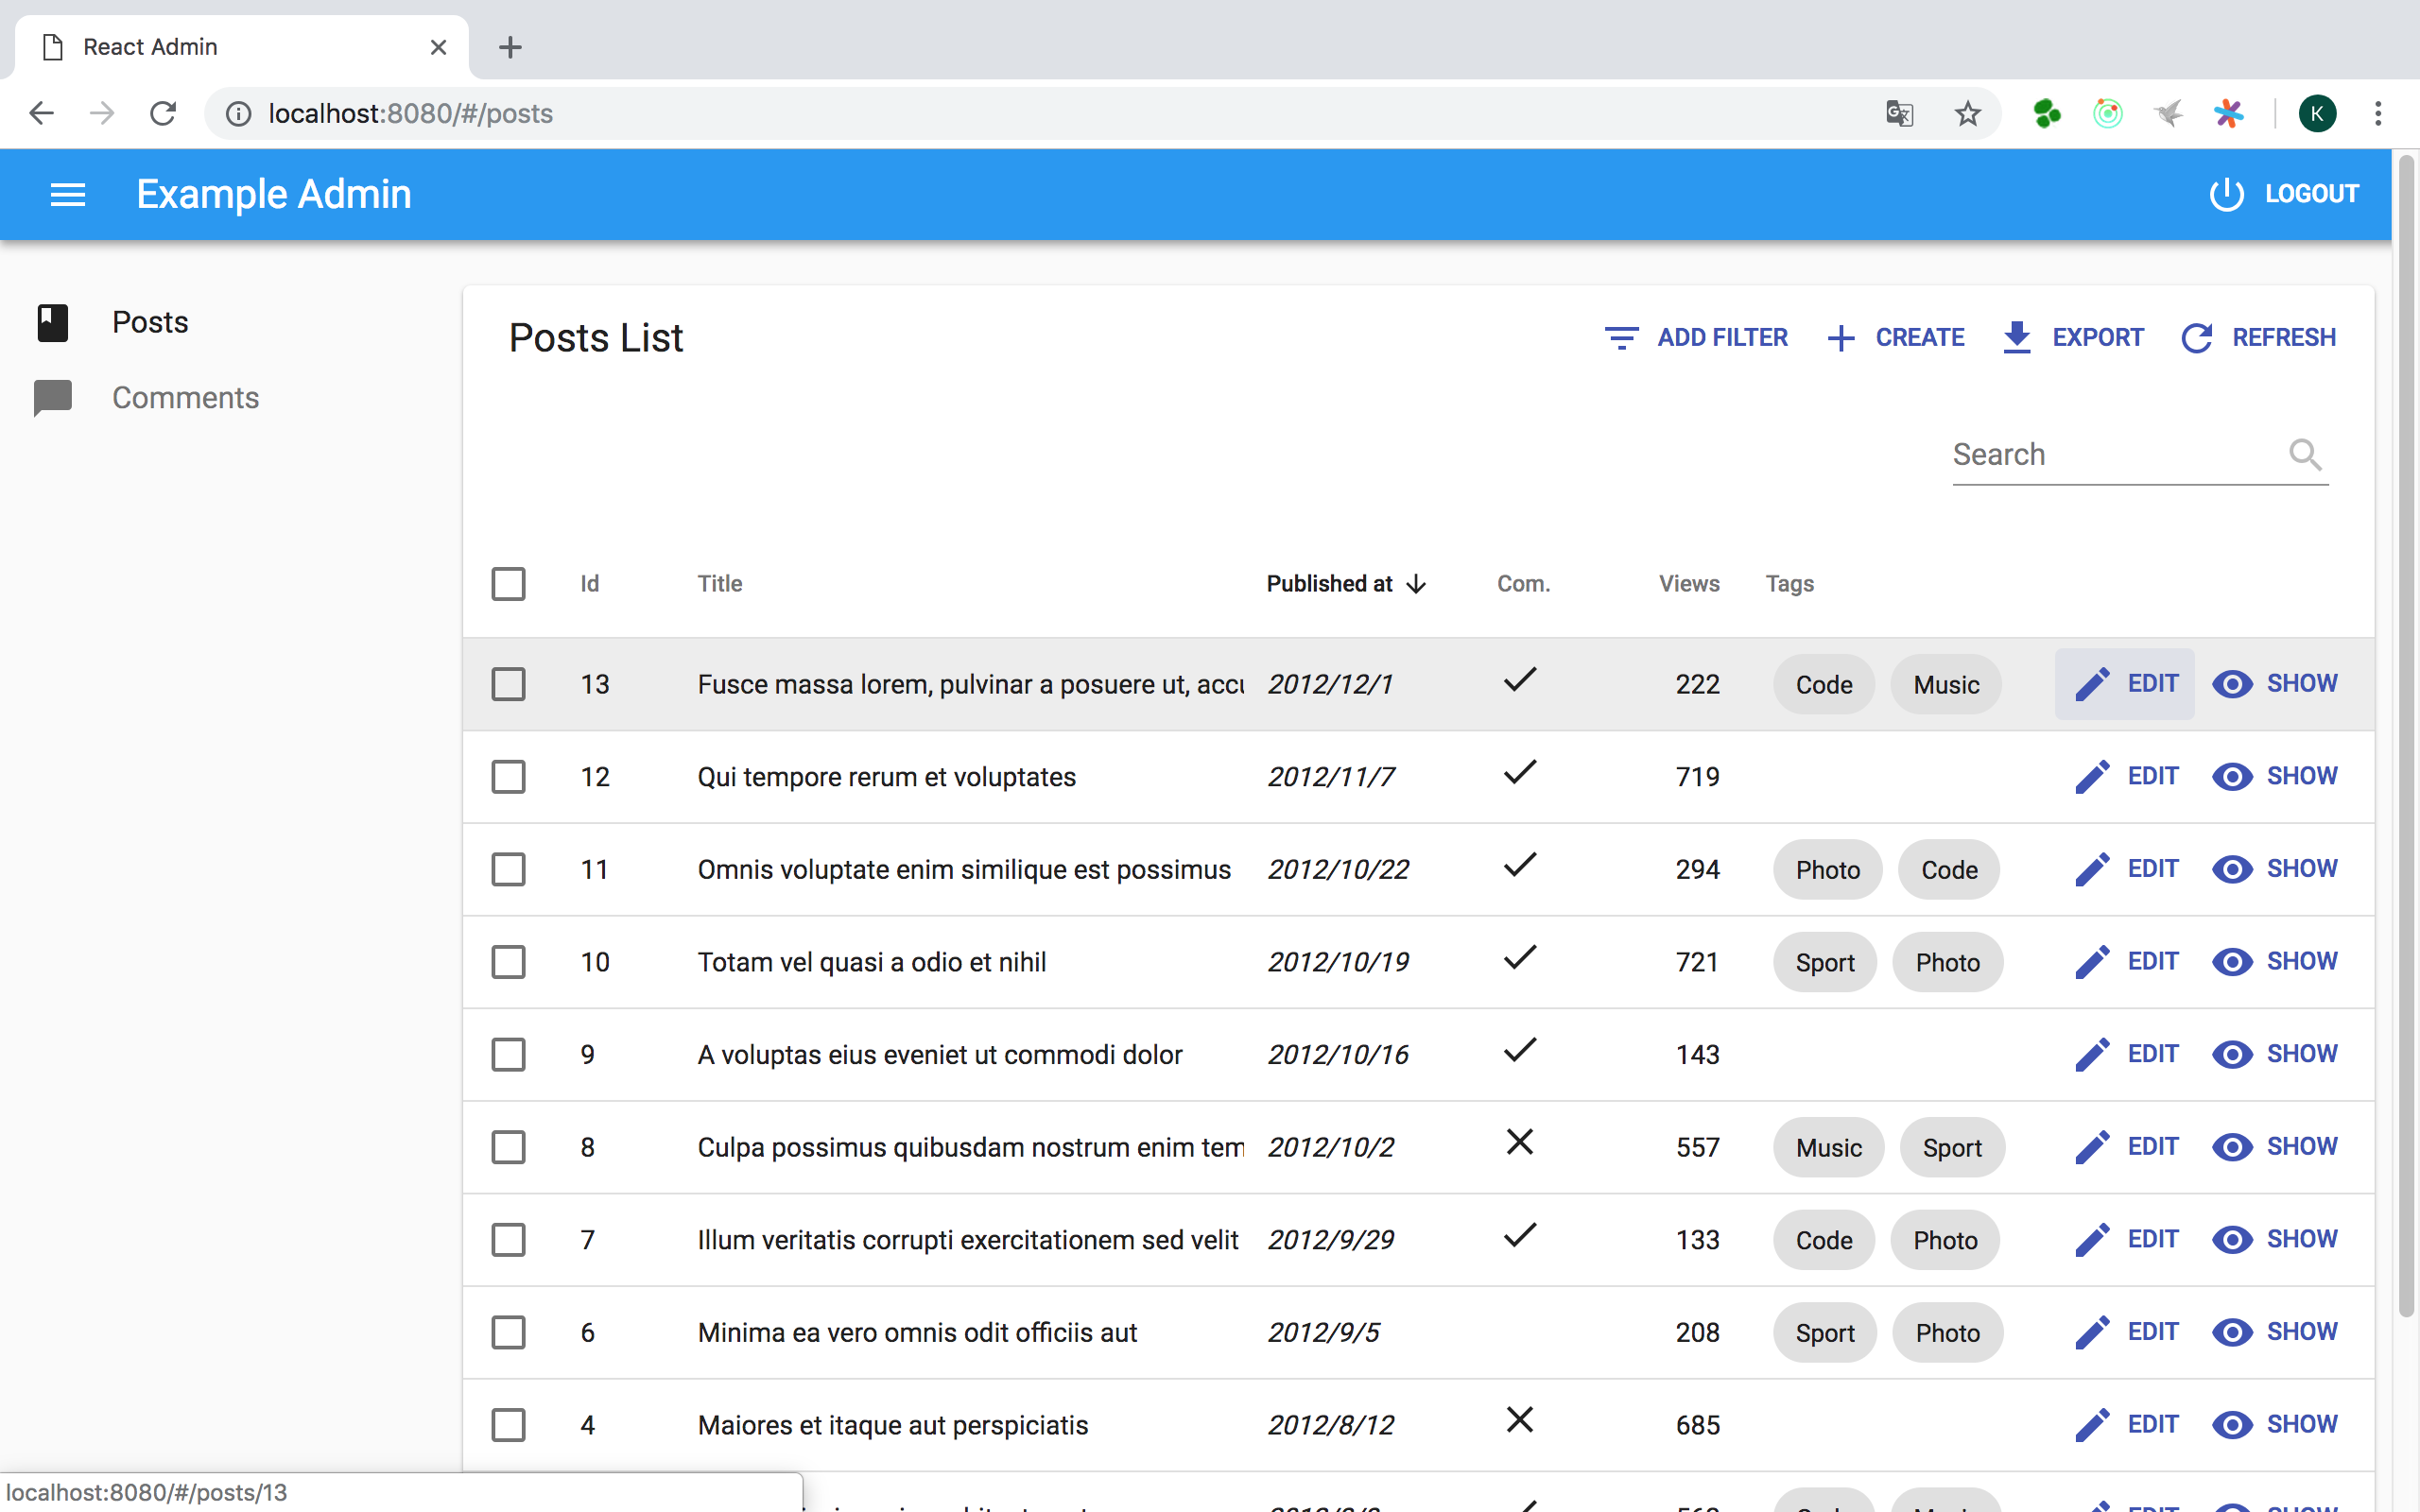 React Admin
localhost:8080/#/posts
K
Example Admin
LOGOUT
Posts
Comments
Posts List
ADD FILTER CREATE EXPORT REFRESH
Search
Id Title Published at Com. Views Tags
13 Fusce massa lorem, pulvinar a posuere ut, 2012/12/1 222 Code Music EDIT SHOW
12 Qui tempore rerum et voluptates 2012/11/7 719 EDIT SHOW
11 Omnis voluptate enim similique est possimus 2012/10/22 294 Photo Code EDIT SHOW
10 Totam vel quasi a odio et nihil 2012/10/19 721 Sport Photo EDIT SHOW
9 A voluptas eius eveniet ut commodi dolor 2012/10/16 143 EDIT SHOW
8 Culpa possimus quibusdam nostrum enim tem 2012/10/2 557 Music Sport EDIT SHOW
7 Illum veritatis corrupti exercitationem sed velit 2012/9/29 133 Code Photo EDIT SHOW
6 Minima ea vero omnis odit officiis aut 2012/9/5 208 Sport Photo EDIT SHOW
4 Maiores et itaque aut perspiciatis 2012/8/12 685 EDIT SHOW
localhost:8080/#/posts/13